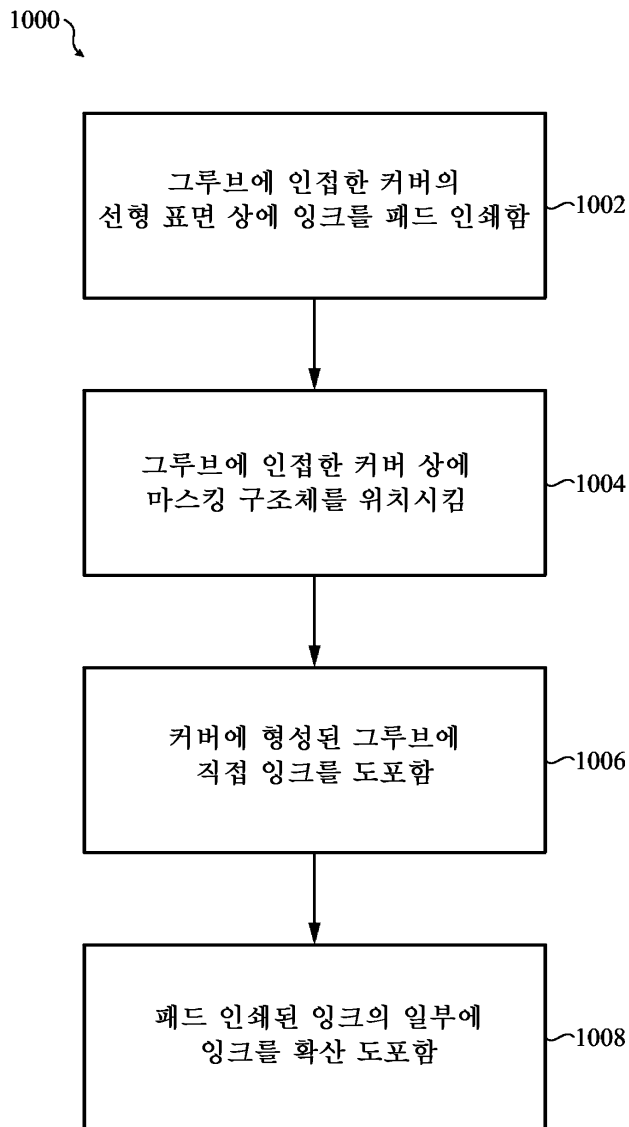 1000
그루브에 인접한 커버의
선형 표면 상에 잉크를 패드 인쇄함
1002
그루브에 인접한 커버 상에
마스킹 구조체를 위치시킴
1004
커버에 형성된 그루브에
직접 잉크를 도포함
1006
패드 인쇄된 잉크의 일부에
잉크를 확산 도포함
1008